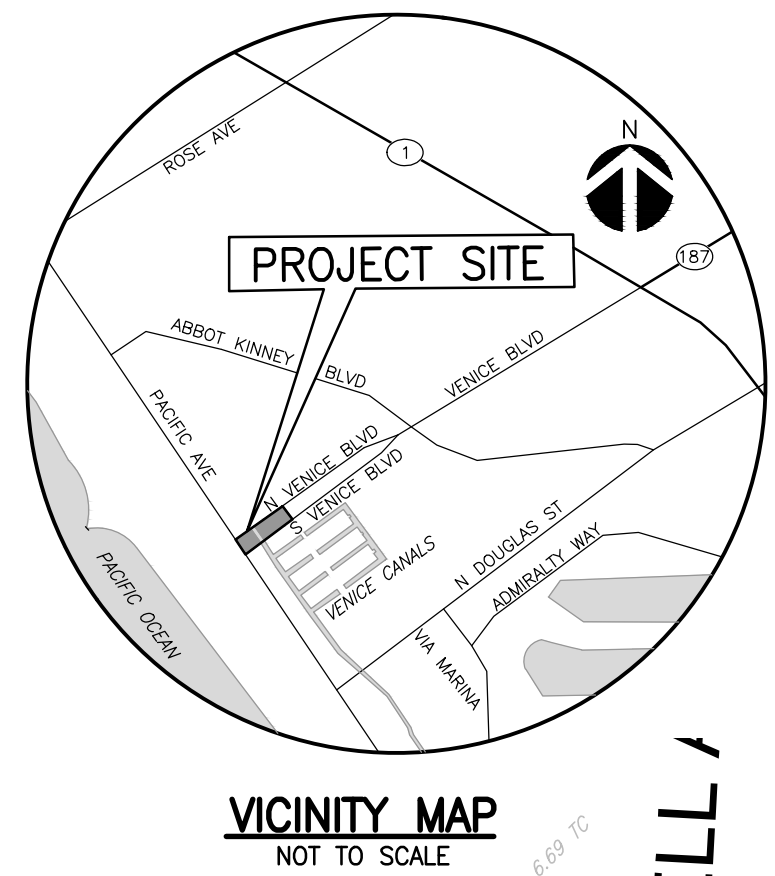 ROSE AVE
1
N
187
PROJECT SITE
ABBOT KINNEY BLVD
VENICE BLVD
PACIFIC AVE
N VENICE BLVD
S VENICE BLVD
VENICE CANALS
N DOUGLAS ST
ADMIRALTY WAY
PACIFIC OCEAN
VIA MARINA
VICINITY MAP
NOT TO SCALE
6.69 TC